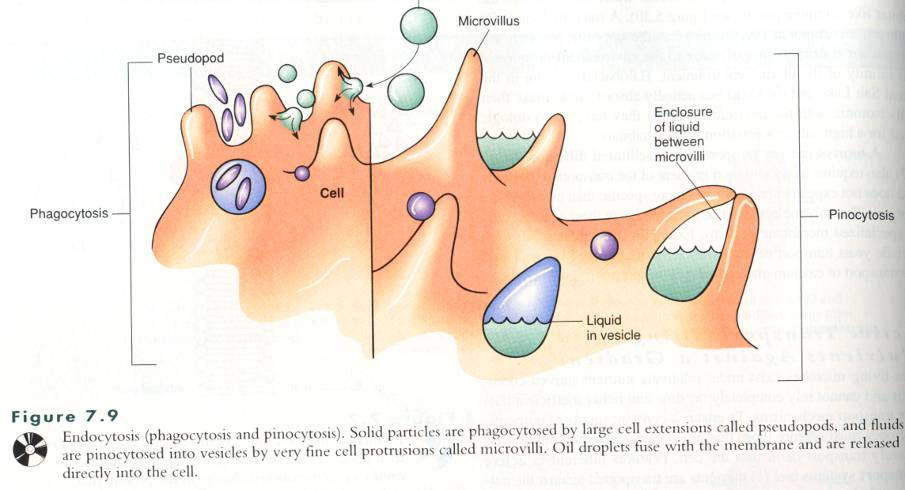 Microvillus
Pseudopod
Enclosure
of liquid
between
microvilli
Cell
Phagocytosis
Pinocytosis
Liquid
in vesicle
Figure 7.9
Endocytosis (phagocytosis and pinocytosis). Solid particles are phagocytosed by large cell extensions called pseudopods, and fluids
are pinocytosed into vesicles by very fine cell protrusions called microvilli. Oil droplets fuse with the membrane and are released
directly into the cell.